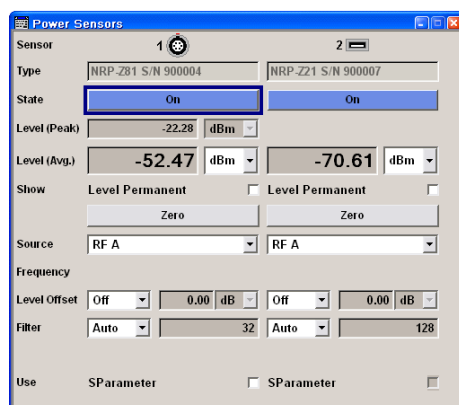 Power Sensors
Sensor 1 2
Type NRP-Z81 S/N 900004 NRP-Z21 S/N 900007
State On On
Level (Peak) -22.28 dBm
Level (Avg.) -52.47 dBm -70.61 dBm
Show Level Permanent Level Permanent
Zero Zero
Source RF A RF A
Frequency
Level Offset Off 0.00 dB Off 0.00 dB
Filter Auto 32 Auto 128
Use SParameter SParameter